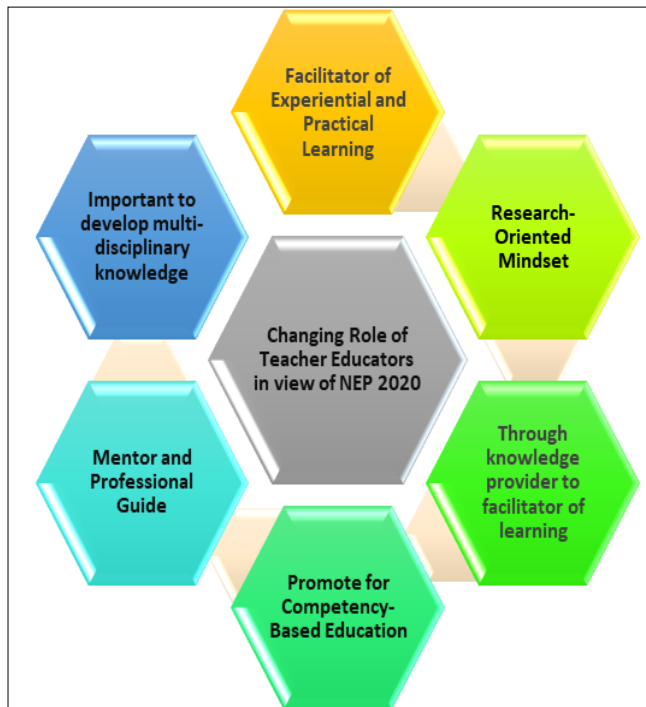 Facilitator of
Experiential and
Practical
Learning
Important to
develop multi-
disciplinary
knowledge
Research-
Oriented
Mindset
Changing Role of
Teacher Educators
in view of NEP 2020
Mentor and
Professional
Guide
Through
knowledge
provider to
facilitator of
learning
Promote for
Competency-
Based Education